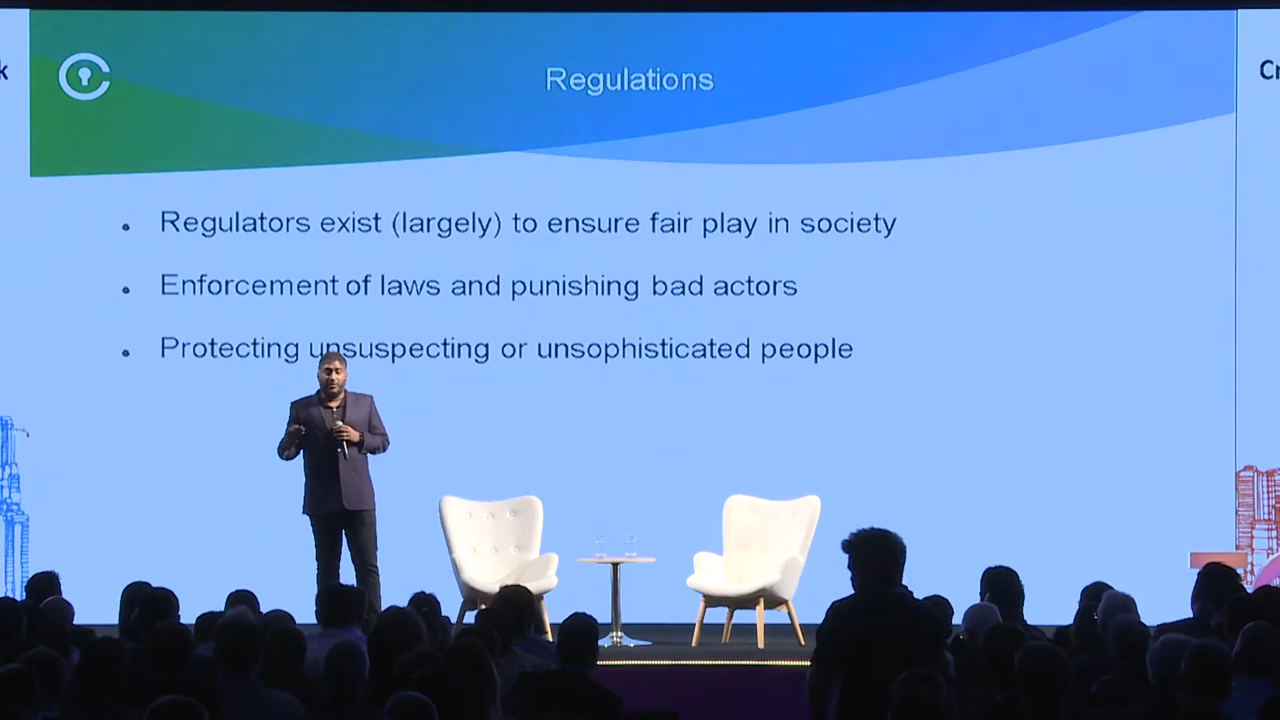 Regulations
Regulators exist (largely) to ensure fair play in society
Enforcement of laws and punishing bad actors
Protecting unsuspecting or unsophisticated people